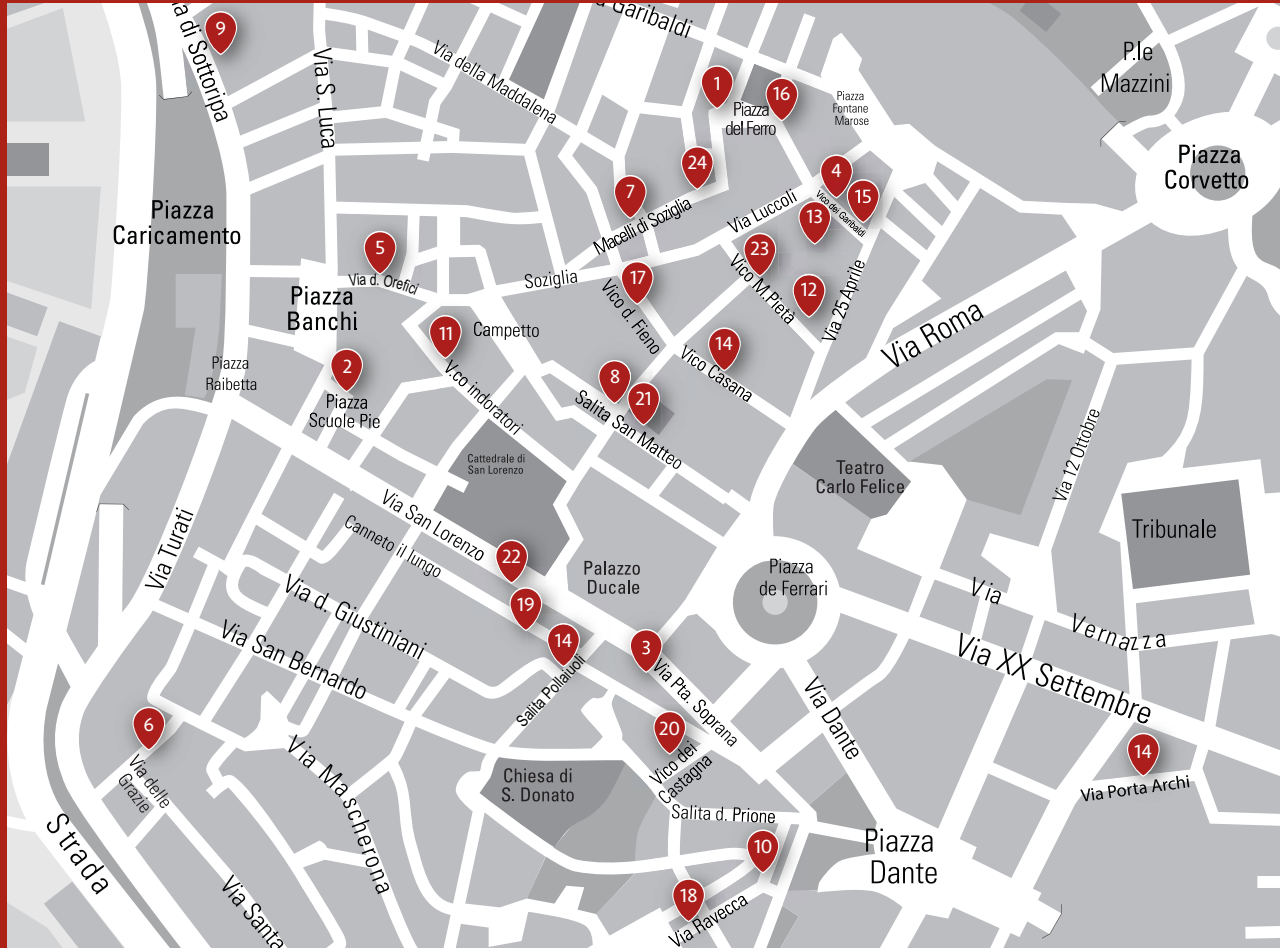 9
a di Sottoripa
Via S. Luca
Via della Maddalena
a Garibaldi
1
16
Piazza
del Ferro
Piazza
Fontane
Marose
P.le
Mazzini
Piazza
Corvetto
24
7
Macelli di Soziglia
4
15
Vico dei Garibaldi
13
Via Luccoli
23
Vico M.Pietà
12
Via 25 Aprile
Piazza
Caricamento
5
Via d. Orefici
Soziglia
17
Vico d. Fieno
Piazza
Banchi
11
Campetto
V.co indoratori
14
Vico Casana
Via Roma
Piazza
Raibetta
2
Piazza
Scuole Pie
8
21
Salita San Matteo
Cattedrale di
San Lorenzo
Teatro
Carlo Felice
Via 12 Ottobre
Tribunale
Via Turati
Via San Lorenzo
Canneto il lungo
22
Palazzo
Ducale
Piazza
de Ferrari
19
14
Salita Pollaiuoli
3
Via Pta. Soprana
Via d. Giustiniani
Via San Bernardo
Via
Vernazza
Via XX Settembre
Via Dante
6
Via delle
Grazie
Via Mascherona
20
Vico dei
Castagna
14
Via Porta Archi
Chiesa di
S. Donato
Salita d. Prione
10
Piazza
Dante
18
Via Ravecca
Strada
Via Santa